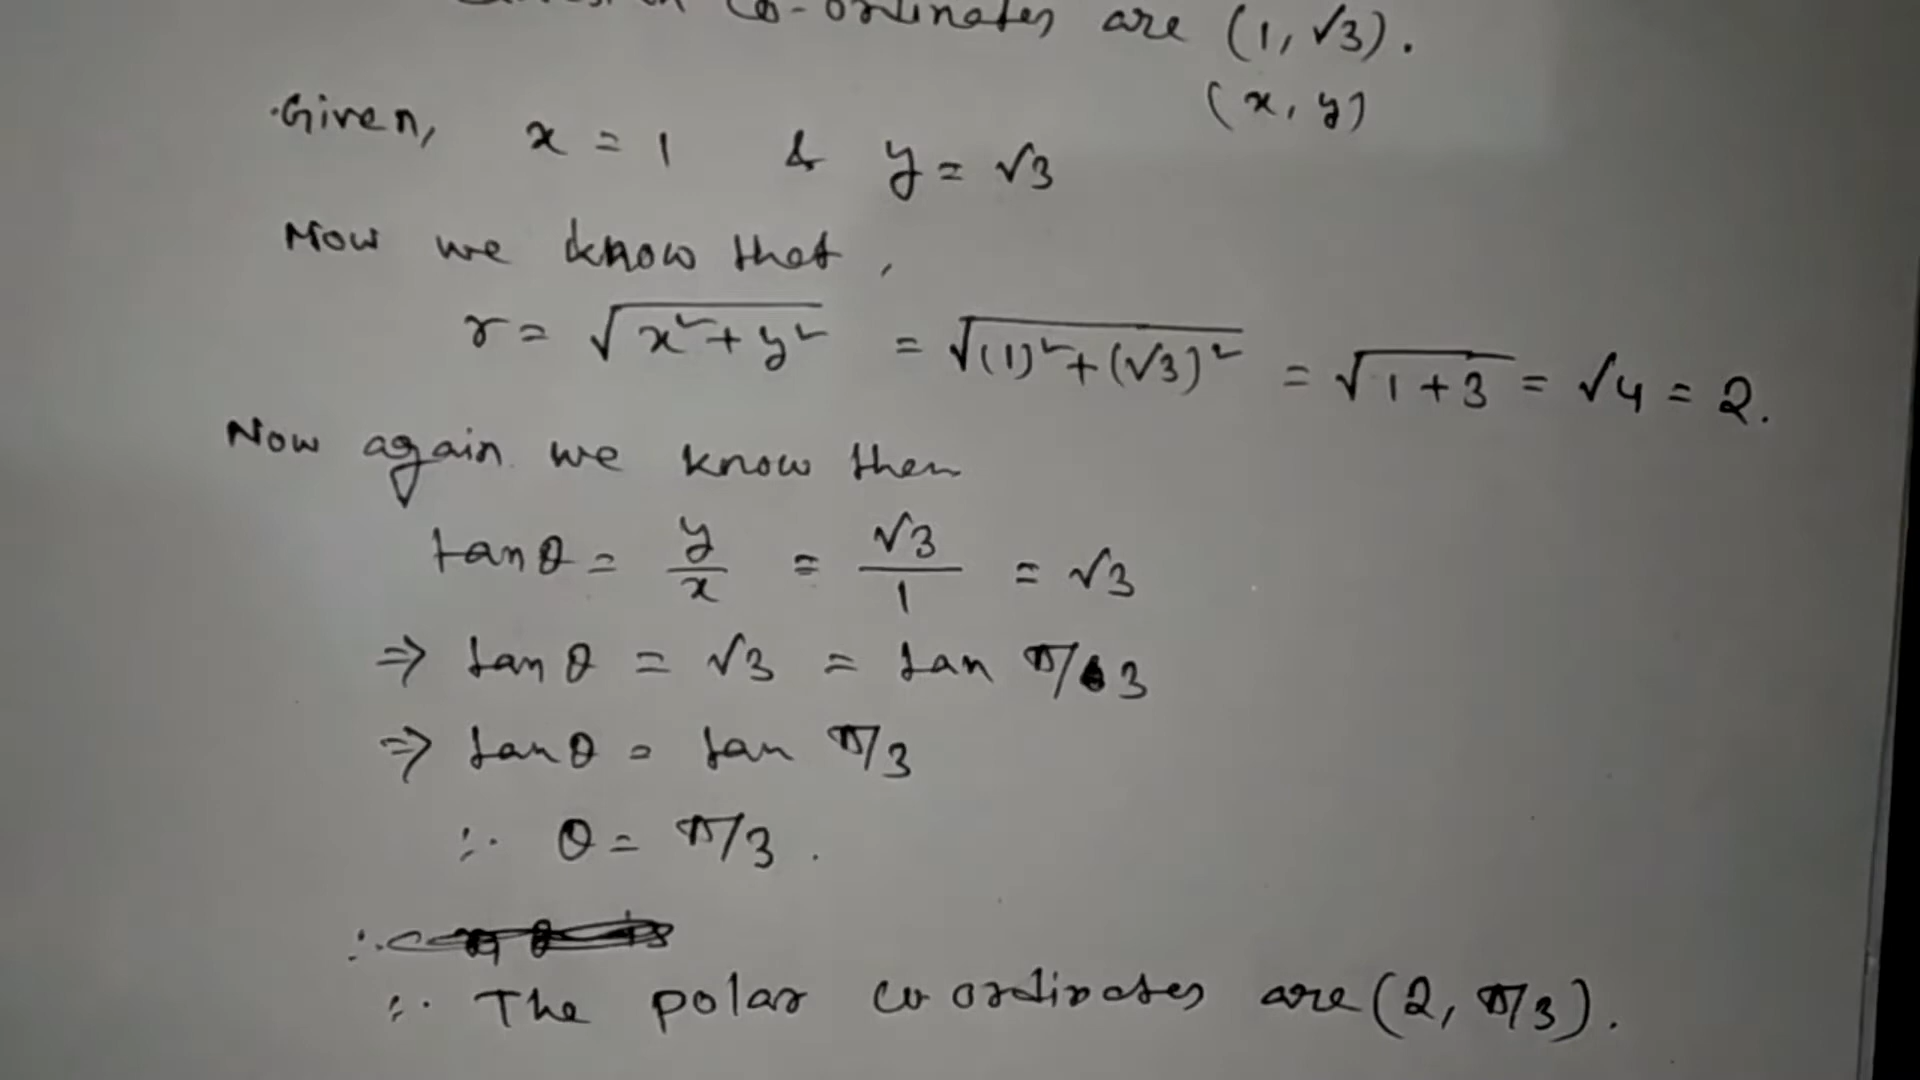 co-ordinates are (1, √3).
(x, y)
Given, x = 1 & y = √3
Now we know that,
r = √x²+y² = √(1)²+(√3)² = √1+3 = √4 = 2.
Now again we know then
tanθ = y/x = √3/1 = √3
⇒ tan θ = √3 = tan π/3
⇒ tanθ = tan π/3
∴ θ = π/3.
∴ The polar co ordinates are (2, π/3).